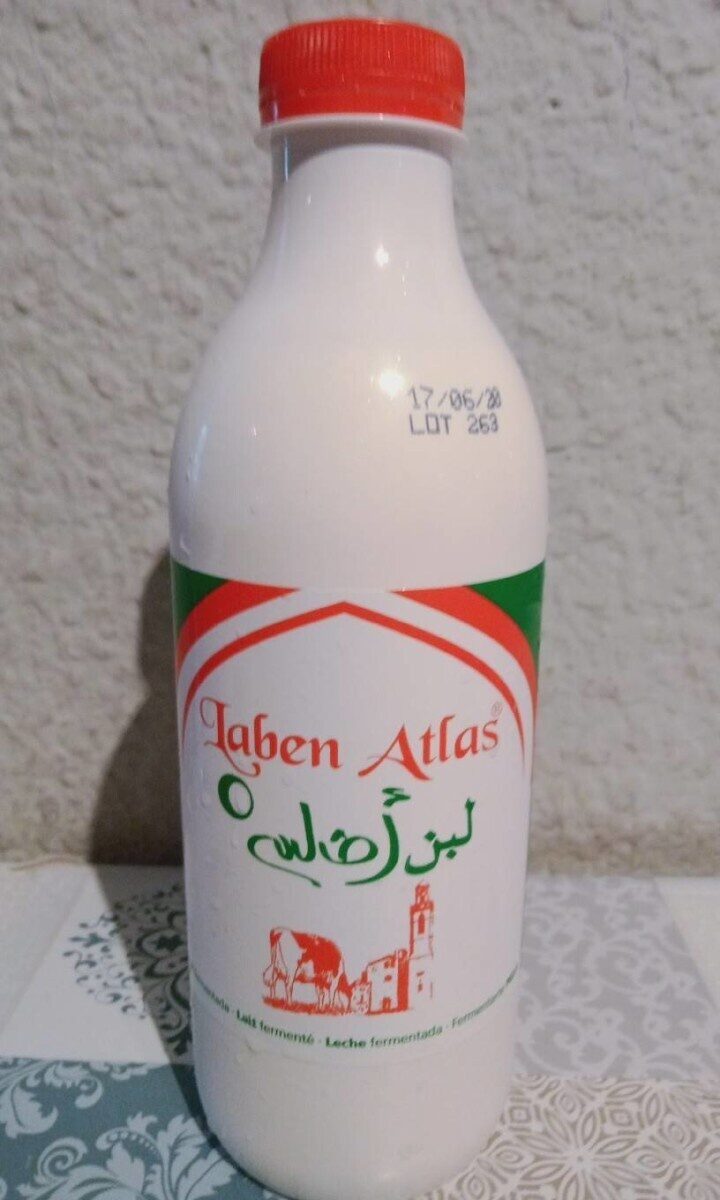 17/06/20
LOT 263
Laben Atlas®
لبن أطلس
Lait fermenté · Leche fermentada ·